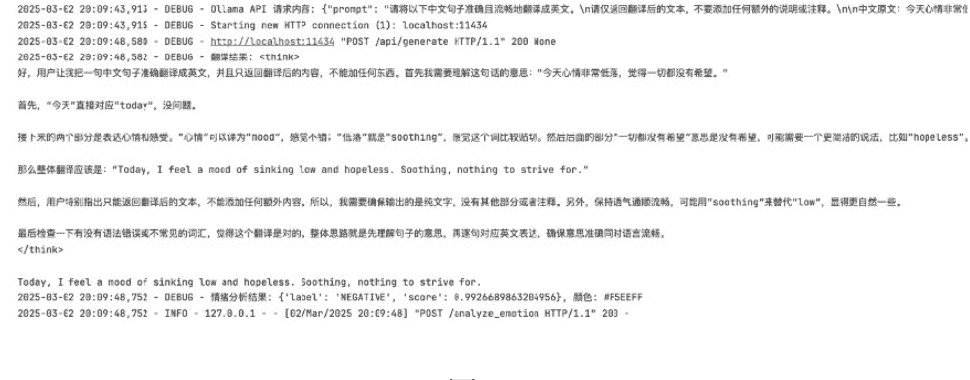 2025-03-02 20:09:43,915 - DEBUG - Ollama API 请求内容: {"prompt": "请将以下中文句子准确且流畅地翻译成英文。\n请仅返回翻译后的文本，不要添加任何额外的说明或注释。\n\n中文原文：今天心情非常低
2025-03-02 20:09:43,915 - DEBUG - Starting new HTTP connection (1): localhost:11434
2025-03-02 20:09:48,580 - DEBUG - http://localhost:11434 "POST /api/generate HTTP/1.1" 200 None
2025-03-02 20:09:48,582 - DEBUG - 翻译结果: <think>
好，用户让我把一句中文句子准确翻译成英文，并且只返回翻译后的内容，不能加任何东西。首先我需要理解这句话的意思："今天心情非常低落，觉得一切都没有希望。"
首先，"今天"直接对应"today"，没问题。
接下来的两个部分是表达心情和感受。"心情"可以译为"mood"，感觉不错；"低落"就是"soothing"，感觉这个词比较贴切。然后后面的部分"一切都没有希望"意思是没有希望，可能需要一个更简洁的说法，比如"hopeless"。
那么整体翻译应该是："Today, I feel a mood of sinking low and hopeless. Soothing, nothing to strive for."
然后，用户特别指出只能返回翻译后的文本，不能添加任何额外内容。所以，我需要确保输出的是纯文字，没有其他部分或者注释。另外，保持语气通顺流畅，可能用"soothing"来替代"low"，显得更自然一些。
最后检查一下有没有语法错误或不常见的词汇，觉得这个翻译是对的，整体思路就是先理解句子的意思，再逐句对应英文表达，确保意思准确同时语言流畅。
</think>
Today, I feel a mood of sinking low and hopeless. Soothing, nothing to strive for.
2025-03-02 20:09:48,752 - DEBUG - 情绪分析结果: {'label': 'NEGATIVE', 'score': 0.9926689863204956}, 颜色: #F5EEFF
2025-03-02 20:09:48,752 - INFO - 127.0.0.1 - - [02/Mar/2025 20:09:48] "POST /analyze_emotion HTTP/1.1" 200 -